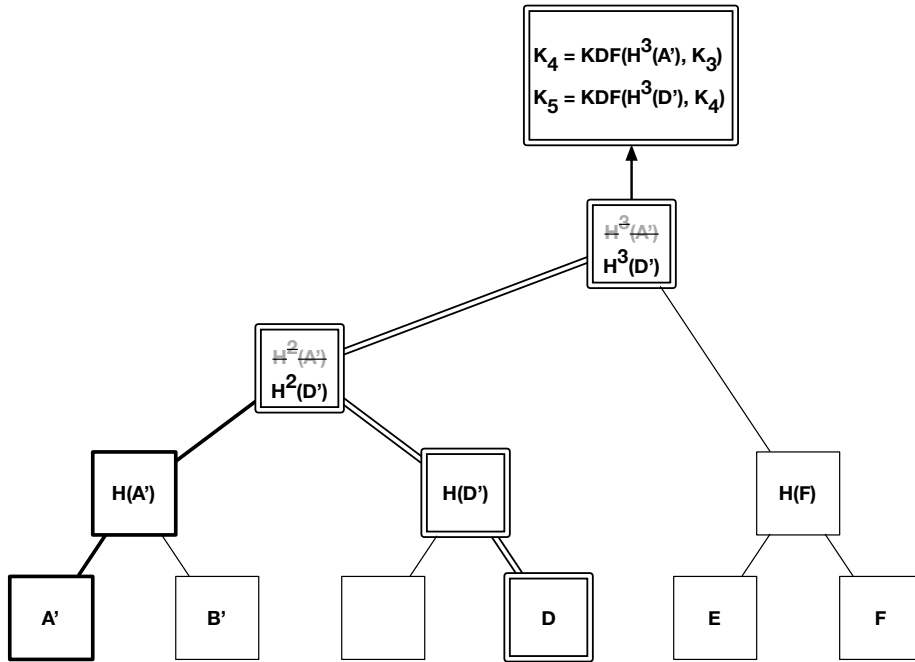 K₄ = KDF(H³(A’), K₃)
K₅ = KDF(H³(D’), K₄)
H³(A’)
H³(D’)
H²(A’)
H²(D’)
H(A’) H(D’) H(F)
A’ B’ D E F